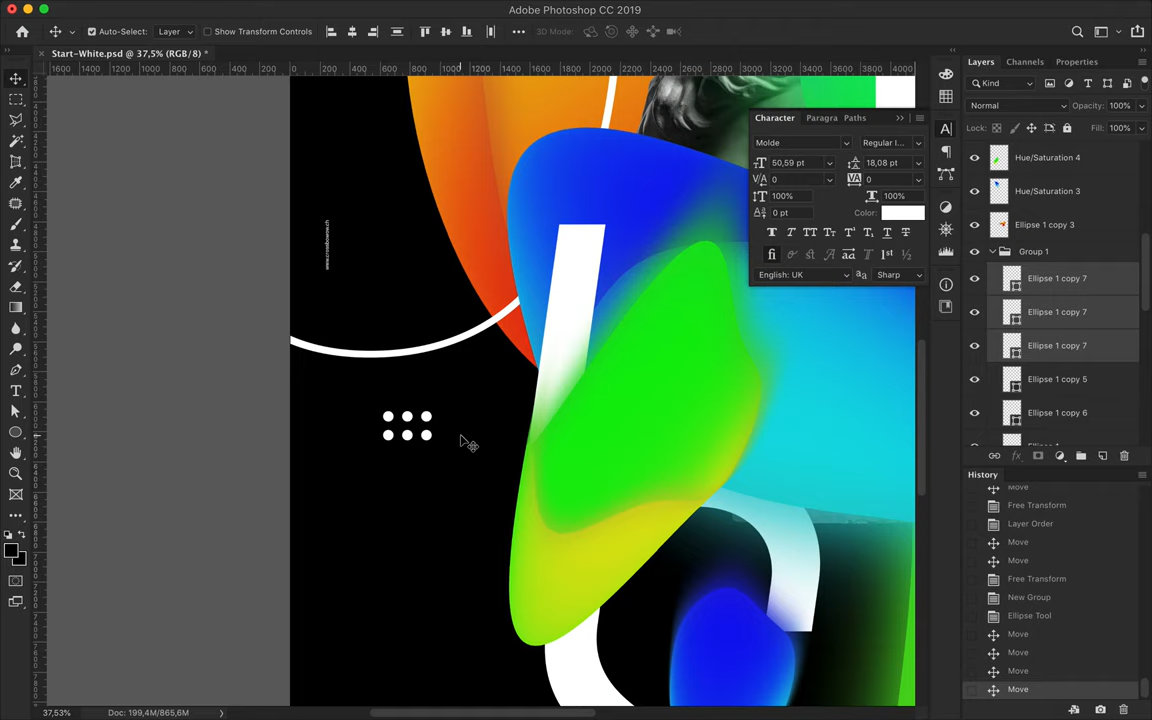 Adobe Photoshop CC 2019
Auto-Select: Layer Show Transform Controls 3D Mode:
Start-White.psd @ 37,5% (RGB/8) *
1600 1400 1200 1000 800 600 400 200 0 200 400 600 800 1000 1200 1400 1600 1800 2000 2200 2400 2600 2800 3000 3200 3400 3600 3800 4000
Character Paragra Paths
Molde Regular I...
50,59 pt 18,08 pt
0 0
100% 100%
0 pt Color:
English: UK Sharp
Layers Channels Properties
Kind
Normal Opacity: 100%
Lock: Fill: 100%
Hue/Saturation 4
Hue/Saturation 3
Ellipse 1 copy 3
Group 1
Ellipse 1 copy 7
Ellipse 1 copy 7
Ellipse 1 copy 7
Ellipse 1 copy 5
Ellipse 1 copy 6
History
Move
Free Transform
Layer Order
Move
Move
Free Transform
New Group
Ellipse Tool
Move
Move
Move
Move
37,53% Doc: 199,4M/865,6M